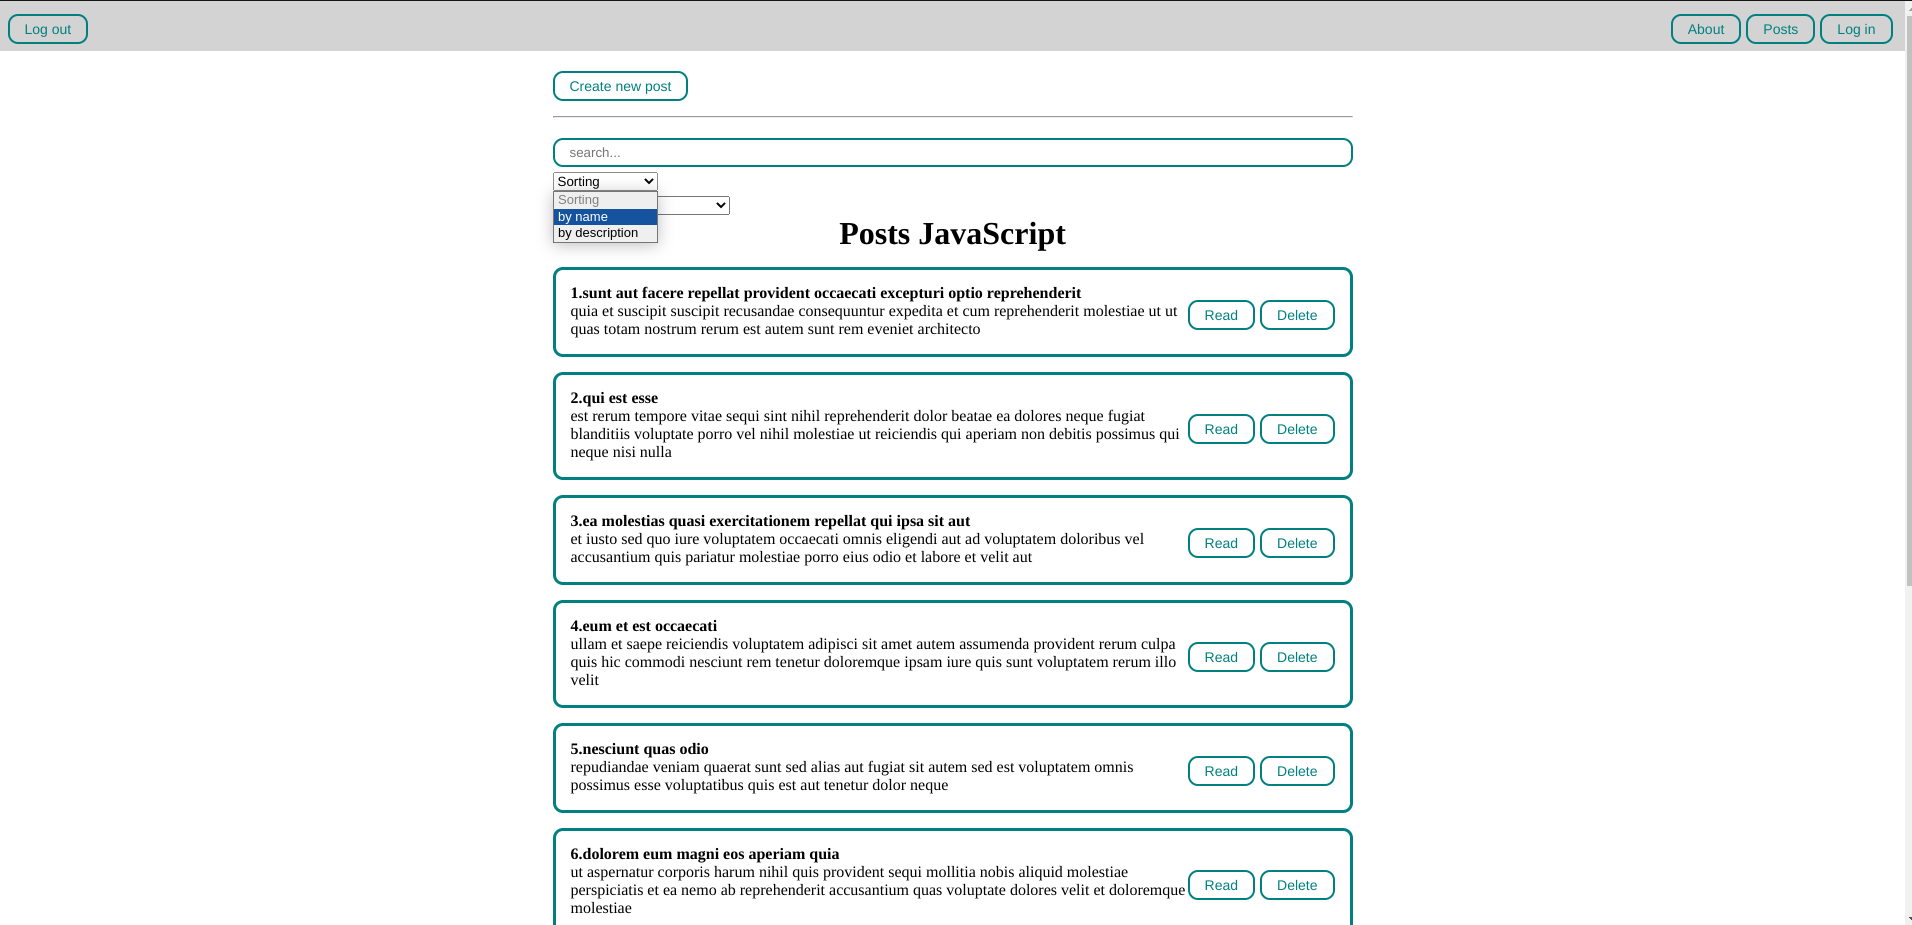 Log out
About
Posts
Log in
Create new post
search...
Sorting
Sorting
by name
by description
Posts JavaScript
1.sunt aut facere repellat provident occaecati excepturi optio reprehenderit
quia et suscipit suscipit recusandae consequuntur expedita et cum reprehenderit molestiae ut ut
quas totam nostrum rerum est autem sunt rem eveniet architecto
Read
Delete
2.qui est esse
est rerum tempore vitae sequi sint nihil reprehenderit dolor beatae ea dolores neque fugiat
blanditiis voluptate porro vel nihil molestiae ut reiciendis qui aperiam non debitis possimus qui
neque nisi nulla
Read
Delete
3.ea molestias quasi exercitationem repellat qui ipsa sit aut
et iusto sed quo iure voluptatem occaecati omnis eligendi aut ad voluptatem doloribus vel
accusantium quis pariatur molestiae porro eius odio et labore et velit aut
Read
Delete
4.eum et est occaecati
ullam et saepe reiciendis voluptatem adipisci sit amet autem assumenda provident rerum culpa
quis hic commodi nesciunt rem tenetur doloremque ipsam iure quis sunt voluptatem rerum illo
velit
Read
Delete
5.nesciunt quas odio
repudiandae veniam quaerat sunt sed alias aut fugiat sit autem sed est voluptatem omnis
possimus esse voluptatibus quis est aut tenetur dolor neque
Read
Delete
6.dolorem eum magni eos aperiam quia
ut aspernatur corporis harum nihil quis provident sequi mollitia nobis aliquid molestiae
perspiciatis et ea nemo ab reprehenderit accusantium quas voluptate dolores velit et doloremque
molestiae
Read
Delete